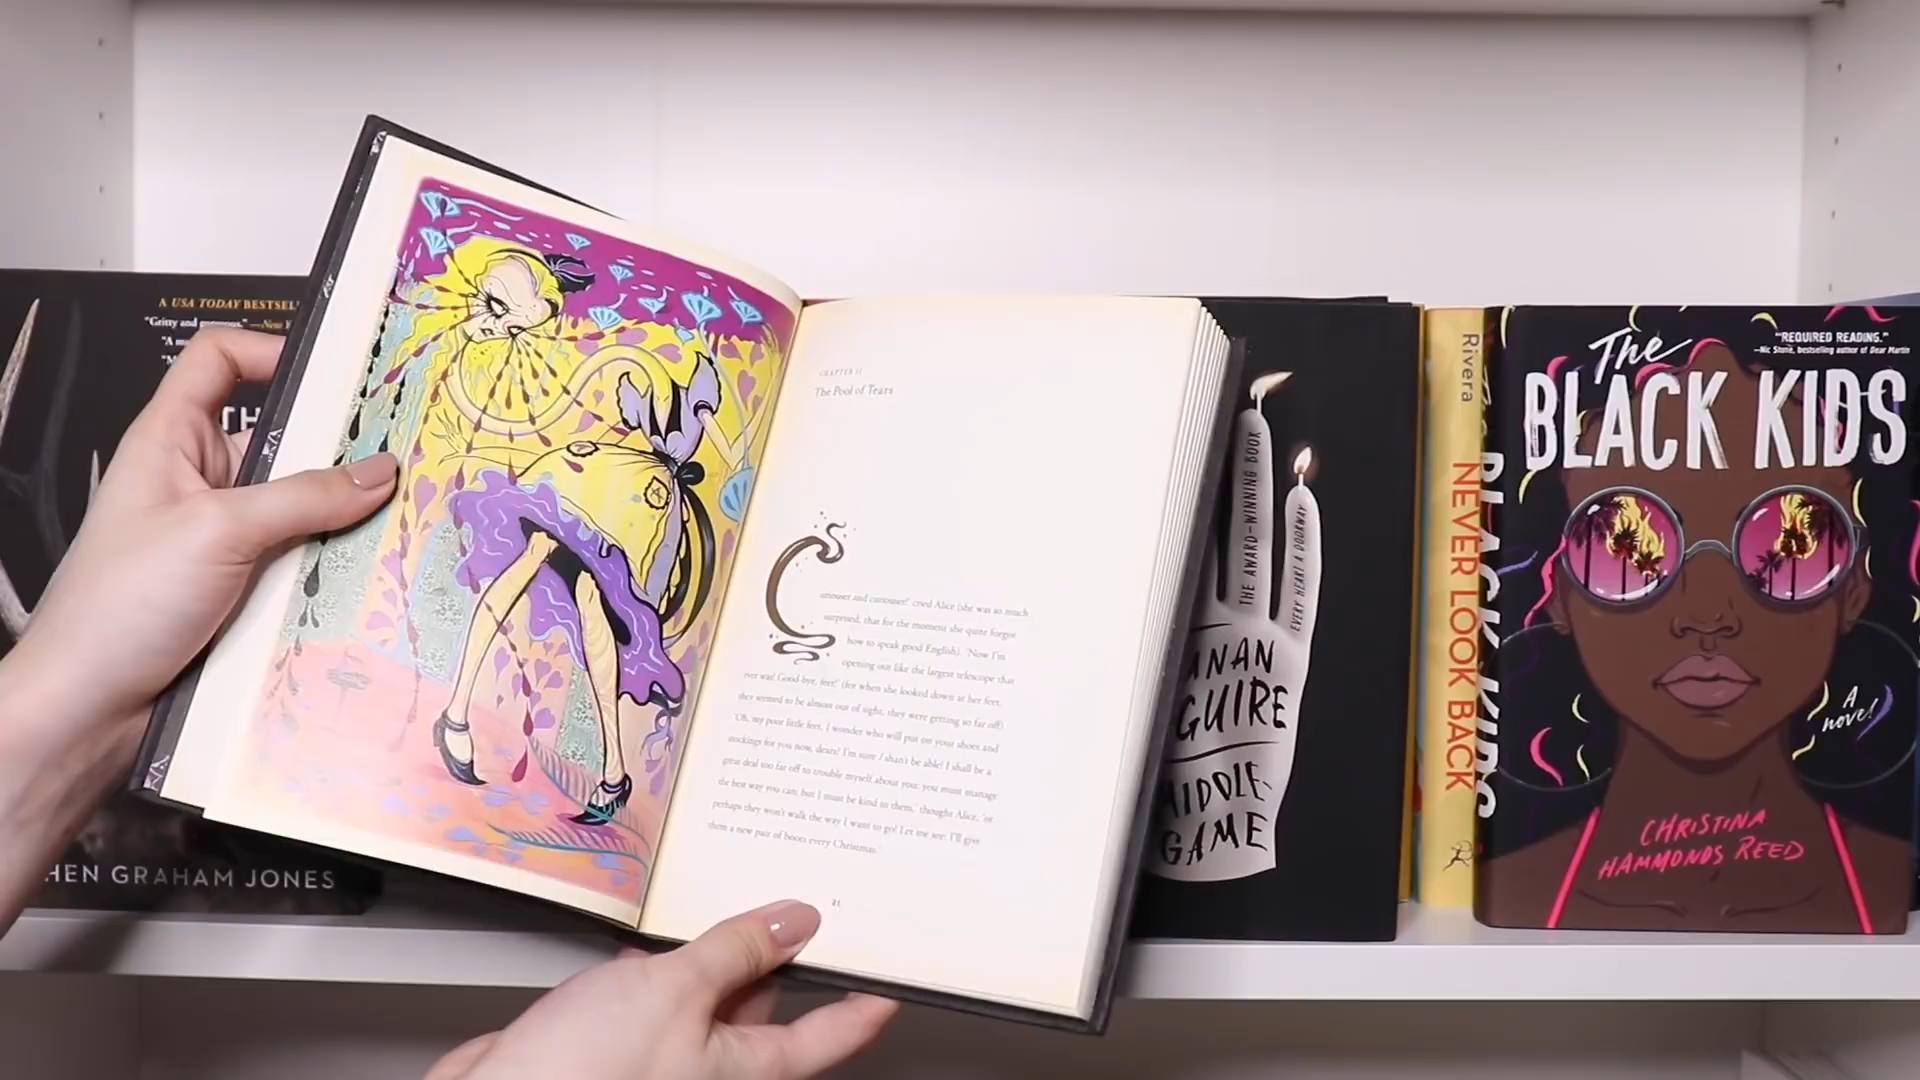 A USA TODAY BESTSEL
"Gritty and gorgeous." —New Y
"A m
"M
TH
HEN GRAHAM JONES
CHAPTER II
The Pool of Tears
C
uriouser and curiouser!' cried Alice (she was so much
surprised, that for the moment she quite forgot
how to speak good English). 'Now I'm
opening out like the largest telescope that
ever was! Good-bye, feet!' (for when she looked down at her feet,
they seemed to be almost out of sight, they were getting so far off)
'Oh, my poor little feet, I wonder who will put on your shoes and
stockings for you now, dears? I'm sure I shan't be able! I shall be a
great deal too far off to trouble myself about you: you must manage
the best way you can; but I must be kind to them,' thought Alice, 'or
perhaps they won't walk the way I want to go! Let me see: I'll give
them a new pair of boots every Christmas.'
21
THE AWARD-WINNING BOOK
EVERY HEART A DOORWAY
ANAN
GUIRE
MIDDLE-
GAME
Rivera
NEVER LOOK BACK
BLACK KIDS
"REQUIRED READING."
—Nic Stone, bestselling author of Dear Martin
The
BLACK KIDS
A
novel
CHRISTINA
HAMMONDS REED